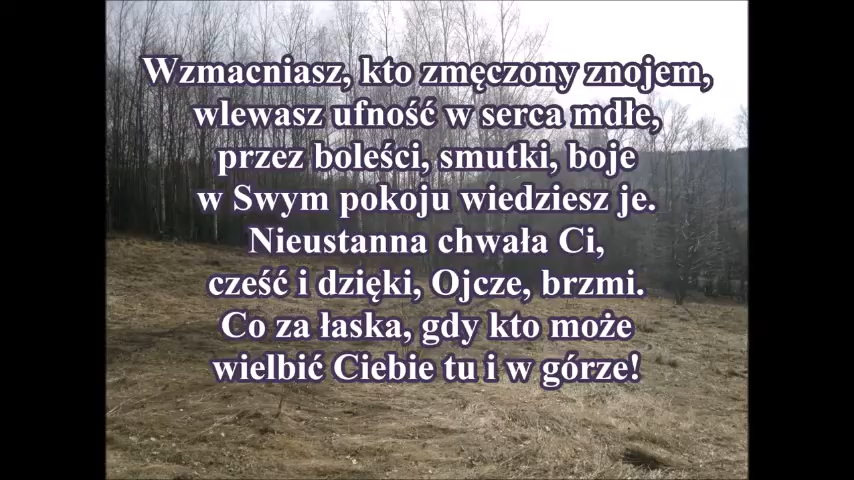 Wzmacniasz, kto zmęczony znojem,
wlewasz ufność w serca mdłe,
przez boleści, smutki, boje
w Swym pokoju wiedziesz je.
Nieustanna chwała Ci,
cześć i dzięki, Ojcze, brzmi.
Co za łaska, gdy kto może
wielbić Ciebie tu i w górze!